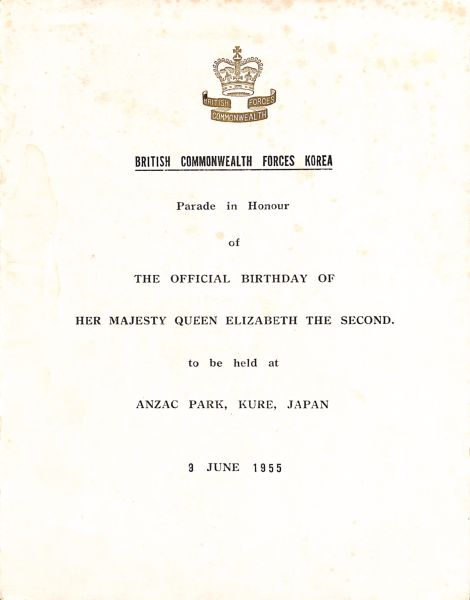 BRITISH FORCES
COMMONWEALTH
BRITISH COMMONWEALTH FORCES KOREA
Parade in Honour
of
THE OFFICIAL BIRTHDAY OF
HER MAJESTY QUEEN ELIZABETH THE SECOND.
to be held at
ANZAC PARK, KURE, JAPAN
9 JUNE 1955